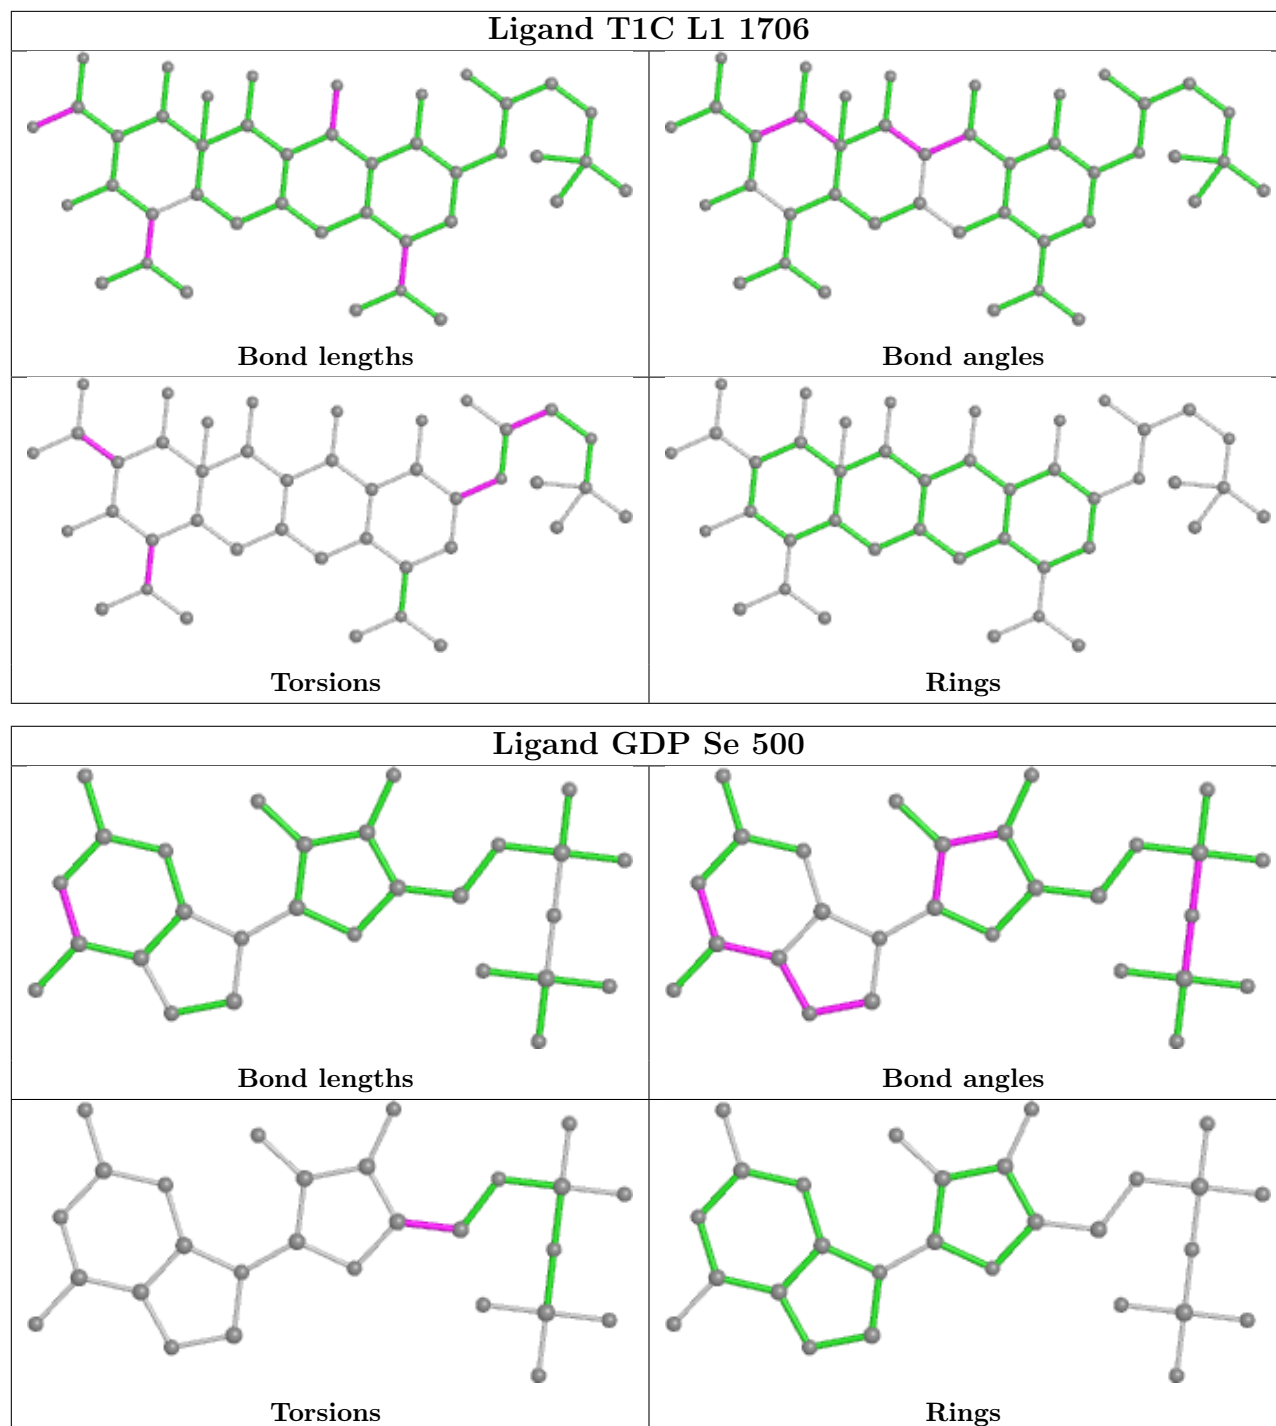 Ligand T1C L1 1706
Bond lengths
Bond angles
Torsions
Rings
Ligand GDP Se 500
Bond lengths
Bond angles
Torsions
Rings